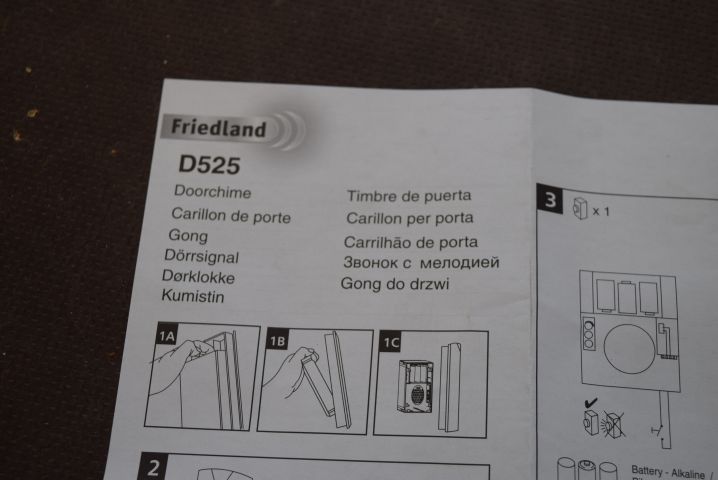 Friedland
D525
Doorchime
Carillon de porte
Gong
Dörrsignal
Dørklokke
Kumistin
Timbre de puerta
Carillon per porta
Carrilhão de porta
Звонок с мелодией
Gong do drzwi
1A
1B
1C
2
3
x 1
Battery - Alkaline /